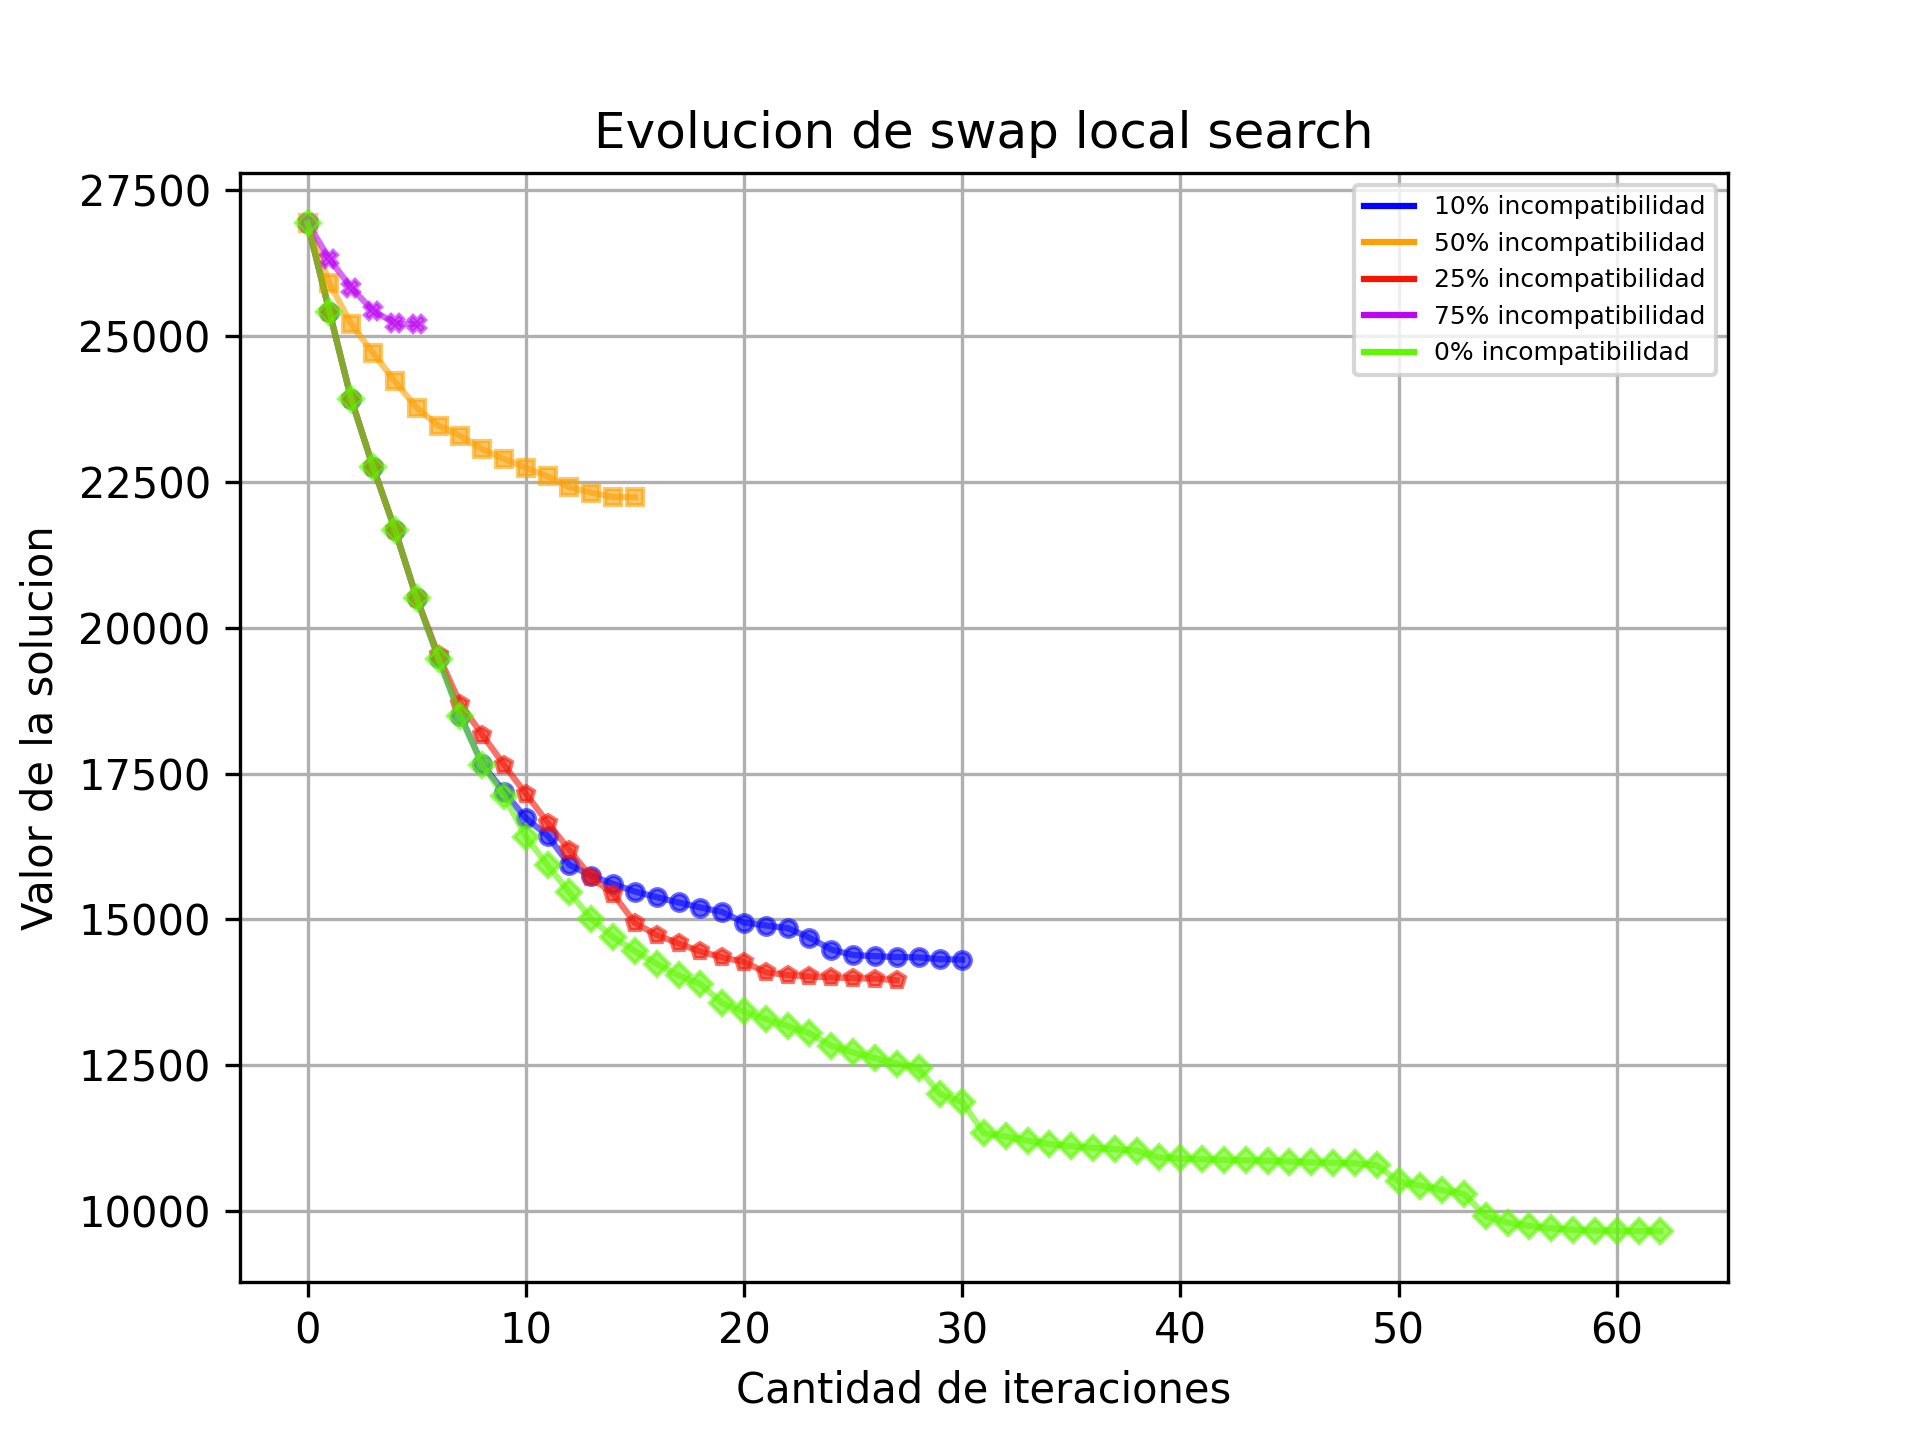 Evolucion de swap local search
27500
25000
22500
20000
17500
15000
12500
10000
Valor de la solucion
10% incompatibilidad
50% incompatibilidad
25% incompatibilidad
75% incompatibilidad
0% incompatibilidad
0 10 20 30 40 50 60
Cantidad de iteraciones